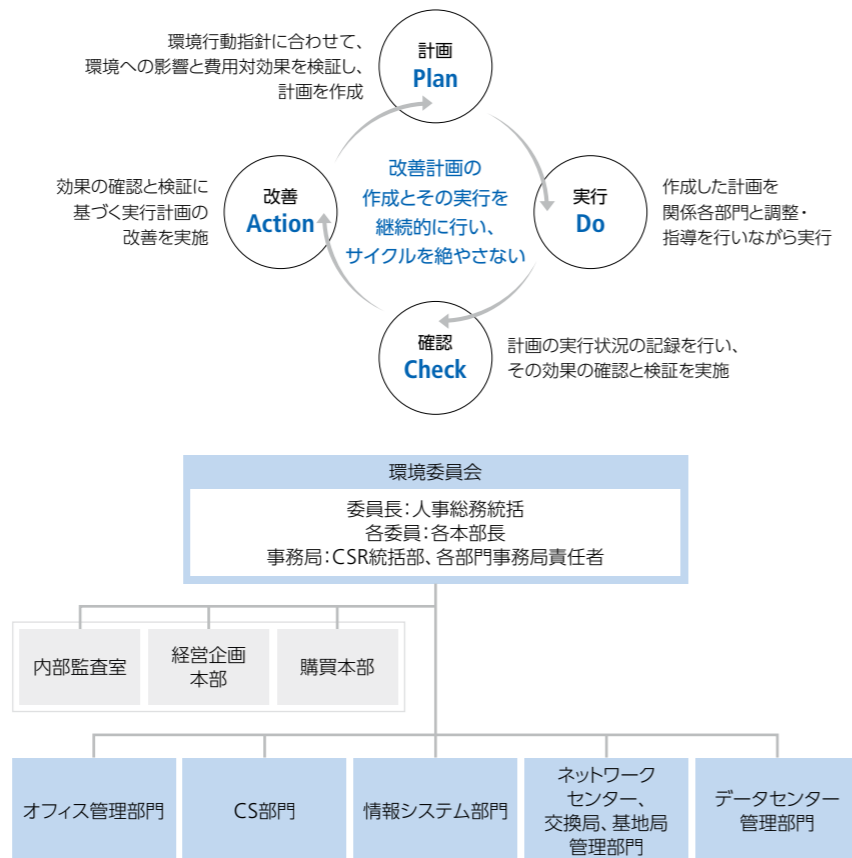 環境行動指針に合わせて、
環境への影響と費用対効果を検証し、
計画を作成
計画
Plan
効果の確認と検証に
基づく実行計画の
改善を実施
改善
Action
改善計画の
作成とその実行を
継続的に行い、
サイクルを絶やさない
実行
Do
作成した計画を
関係各部門と調整・
指導を行いながら実行
確認
Check
計画の実行状況の記録を行い、
その効果の確認と検証を実施
環境委員会
委員長：人事総務統括
各委員：各本部長
事務局：CSR統括部、各部門事務局責任者
内部監査室
経営企画
本部
購買本部
オフィス管理部門
CS部門
情報システム部門
ネットワーク
センター、
交換局、基地局
管理部門
データセンター
管理部門